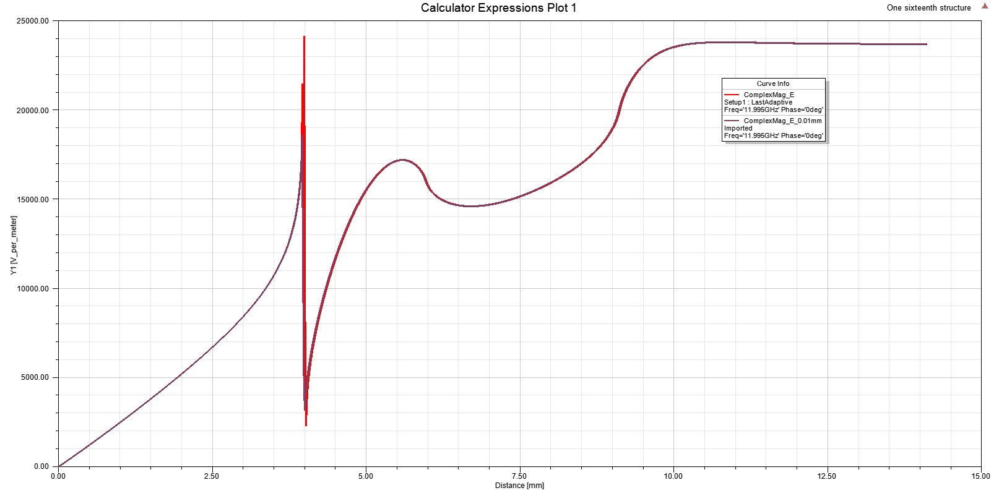 Calculator Expressions Plot 1
One sixteenth structure
25000.00
20000.00
15000.00
10000.00
5000.00
0.00
Y1 [V_per_meter]
Curve Info
ComplexMag_E
Setup1 : LastAdaptive
Freq='11.995GHz' Phase='0deg'
ComplexMag_E_0.01mm
Imported
Freq='11.995GHz' Phase='0deg'
0.00 2.50 5.00 7.50 10.00 12.50 15.00
Distance [mm]